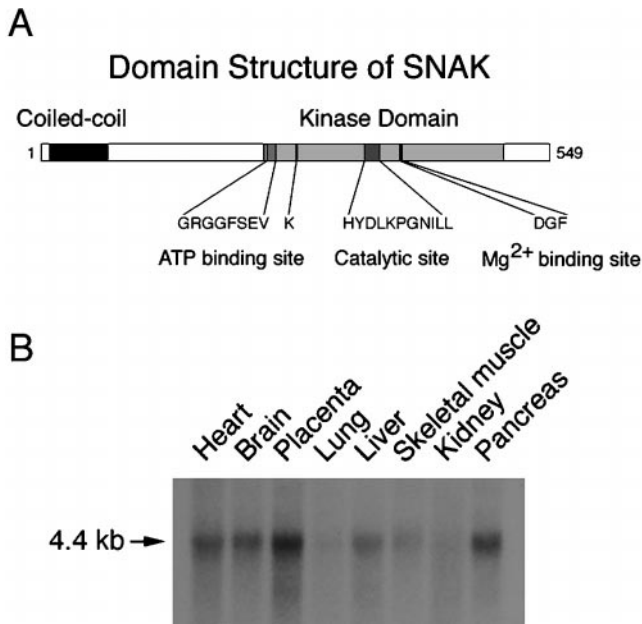 A
Domain Structure of SNAK
Coiled-coil Kinase Domain
1 549
GRGGFSEV K HYDLKPGNILL DGF
ATP binding site Catalytic site Mg2+ binding site
B
Heart Brain Placenta Lung Liver Skeletal muscle Kidney Pancreas
4.4 kb